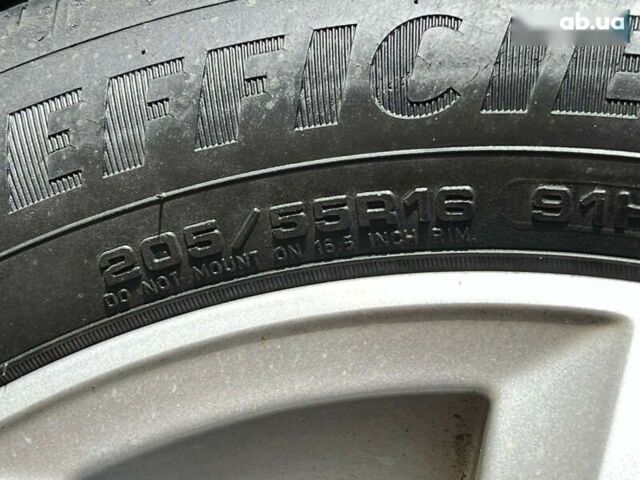 ab.ua
EFFICIE
205/55R16 91H
DO NOT MOUNT ON 16.5 INCH RIM.